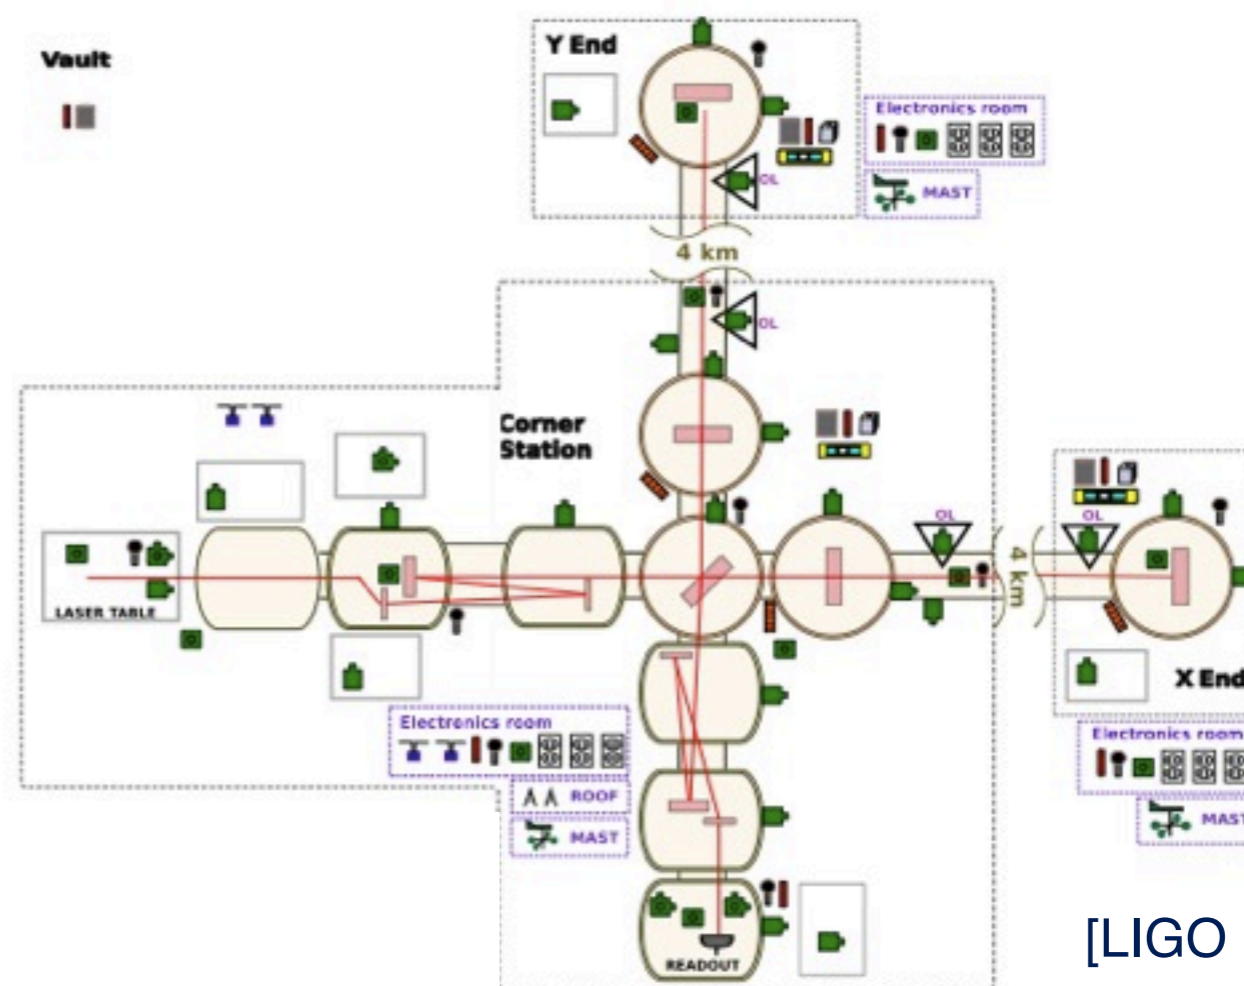 Vault
Y End
Electronics room
MAST
OL
4 km
OL
Corner
Station
OL
OL
4 km
LASER TABLE
X End
Electronics room
ROOF
MAST
Electronics room
MAST
READOUT
[LIGO